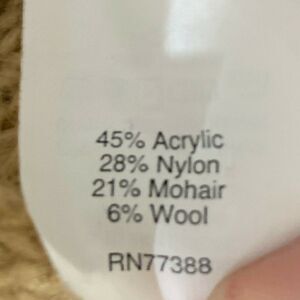 45% Acrylic
28% Nylon
21% Mohair
6% Wool
RN77388